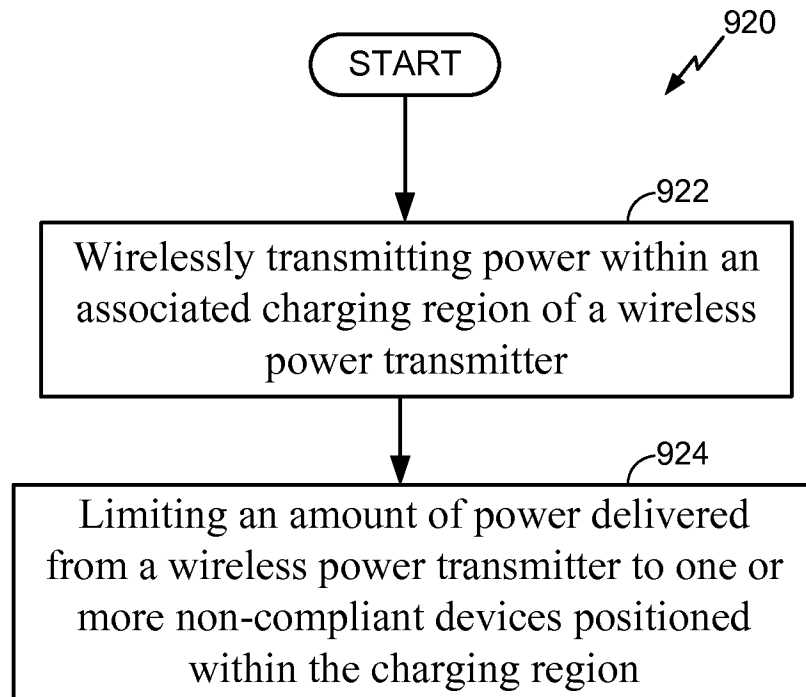 START
920
922
Wirelessly transmitting power within an
associated charging region of a wireless
power transmitter
924
Limiting an amount of power delivered
from a wireless power transmitter to one or
more non-compliant devices positioned
within the charging region